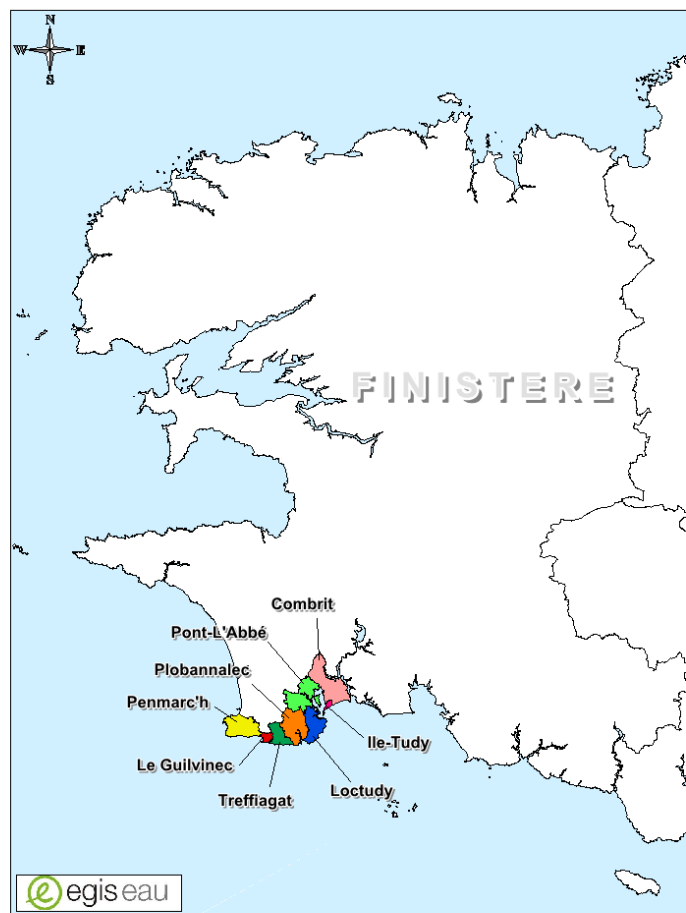 N
W E
S
FINISTERE
Combrit
Pont-L'Abbé
Plobannalec
Penmarc'h
Ile-Tudy
Le Guilvinec
Loctudy
Treffiagat
egis eau